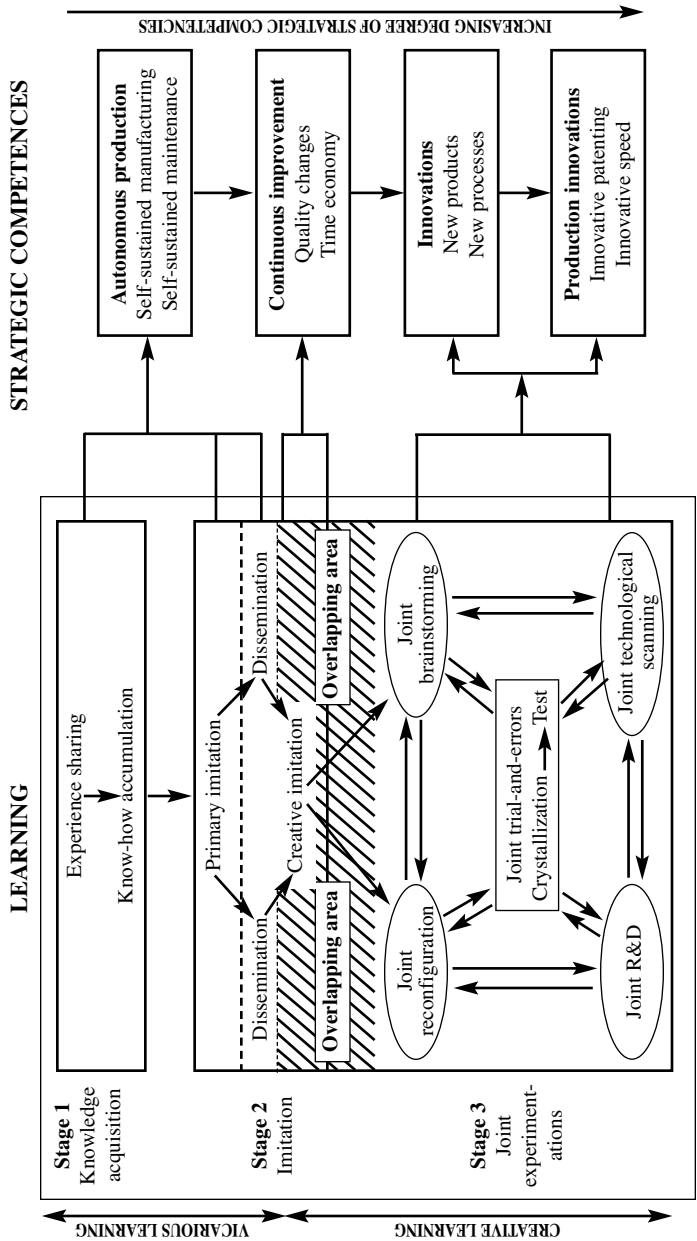 LEARNING
STRATEGIC COMPETENCES
VICARIOUS LEARNING
CREATIVE LEARNING
Stage 1
Knowledge
acquisition
Experience sharing
Know-how accumulation
Stage 2
Imitation
Primary imitation
Dissemination
Dissemination
Creative imitation
Overlapping area
Overlapping area
Stage 3
Joint
experiment-
ations
Joint
reconfiguration
Joint
brainstorming
Joint trial-and-errors
Crystallization
Test
Joint R&D
Joint technological
scanning
Autonomous production
Self-sustained manufacturing
Self-sustained maintenance
Continuous improvement
Quality changes
Time economy
Innovations
New products
New processes
Production innovations
Innovative patenting
Innovative speed
INCREASING DEGREE OF STRATEGIC COMPETENCIES